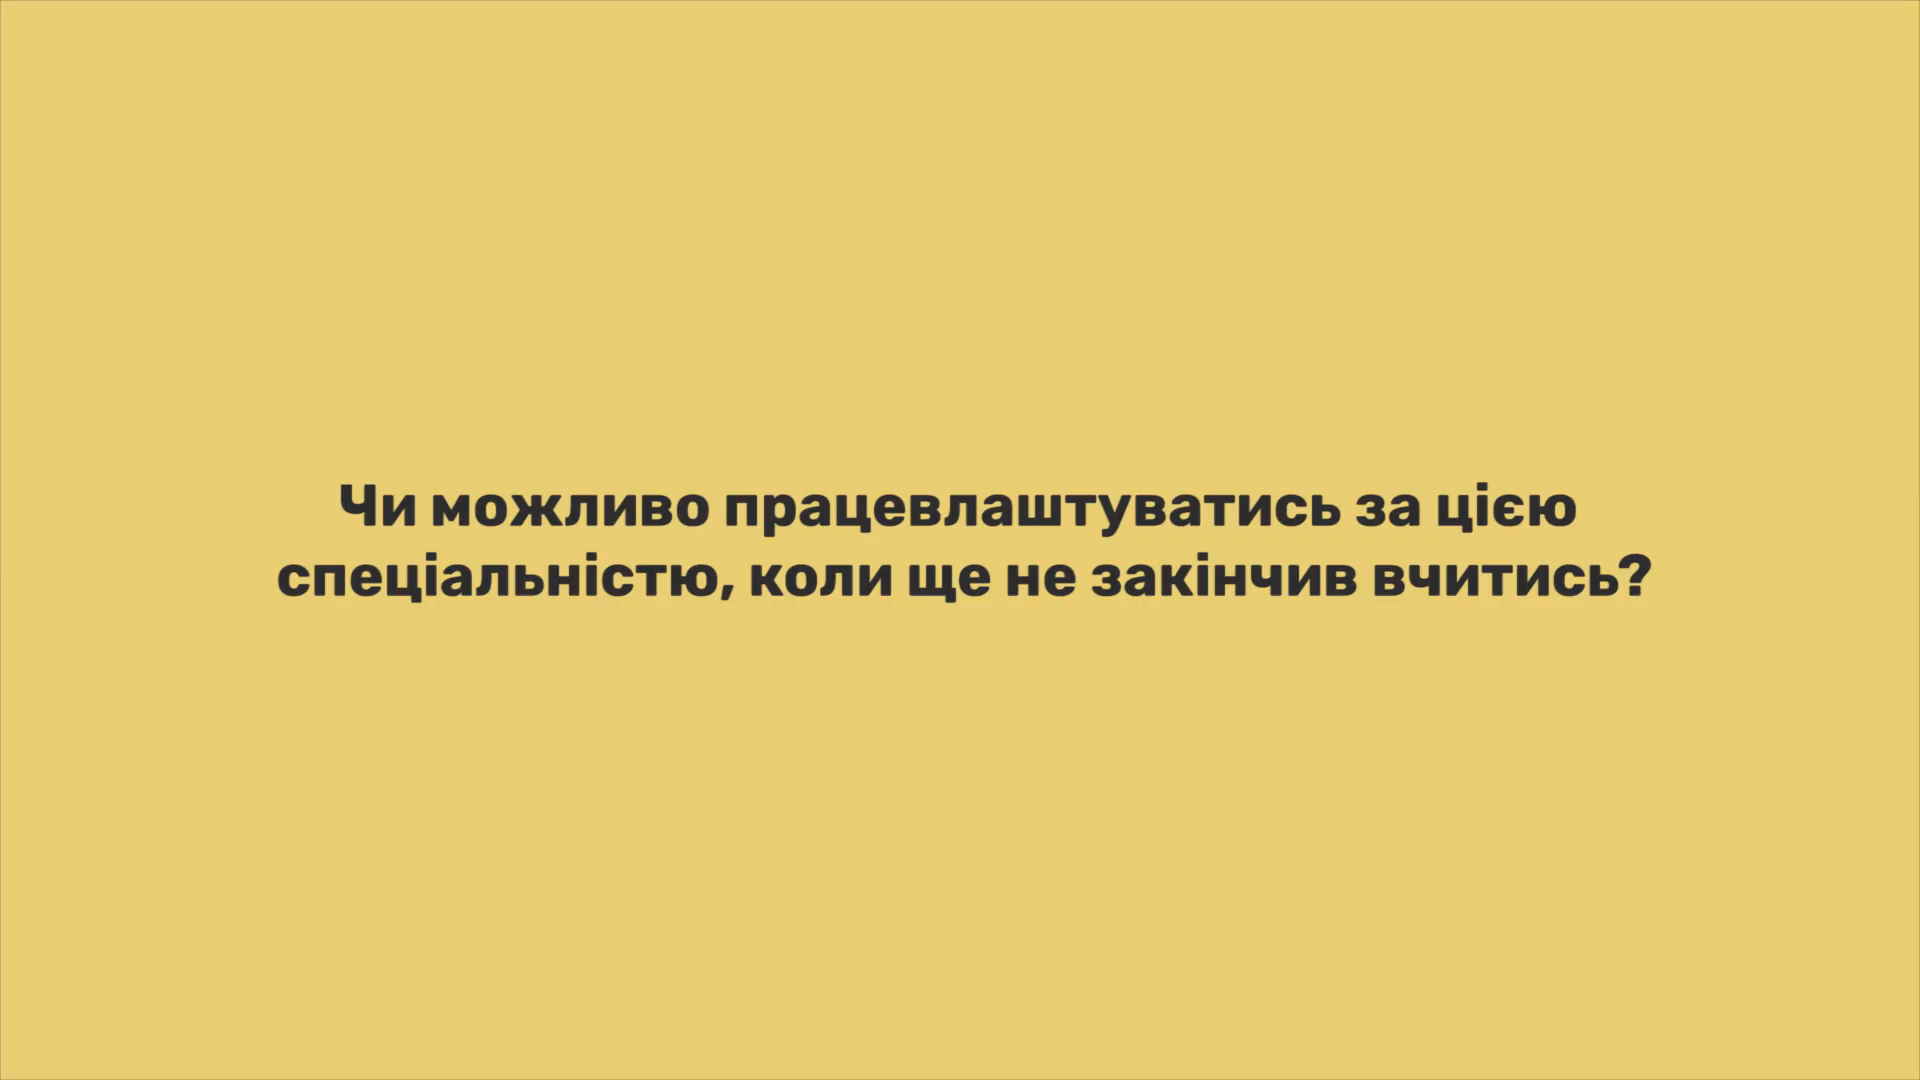 Чи можливо працевлаштуватись за цією
спеціальністю, коли ще не закінчив вчитись?